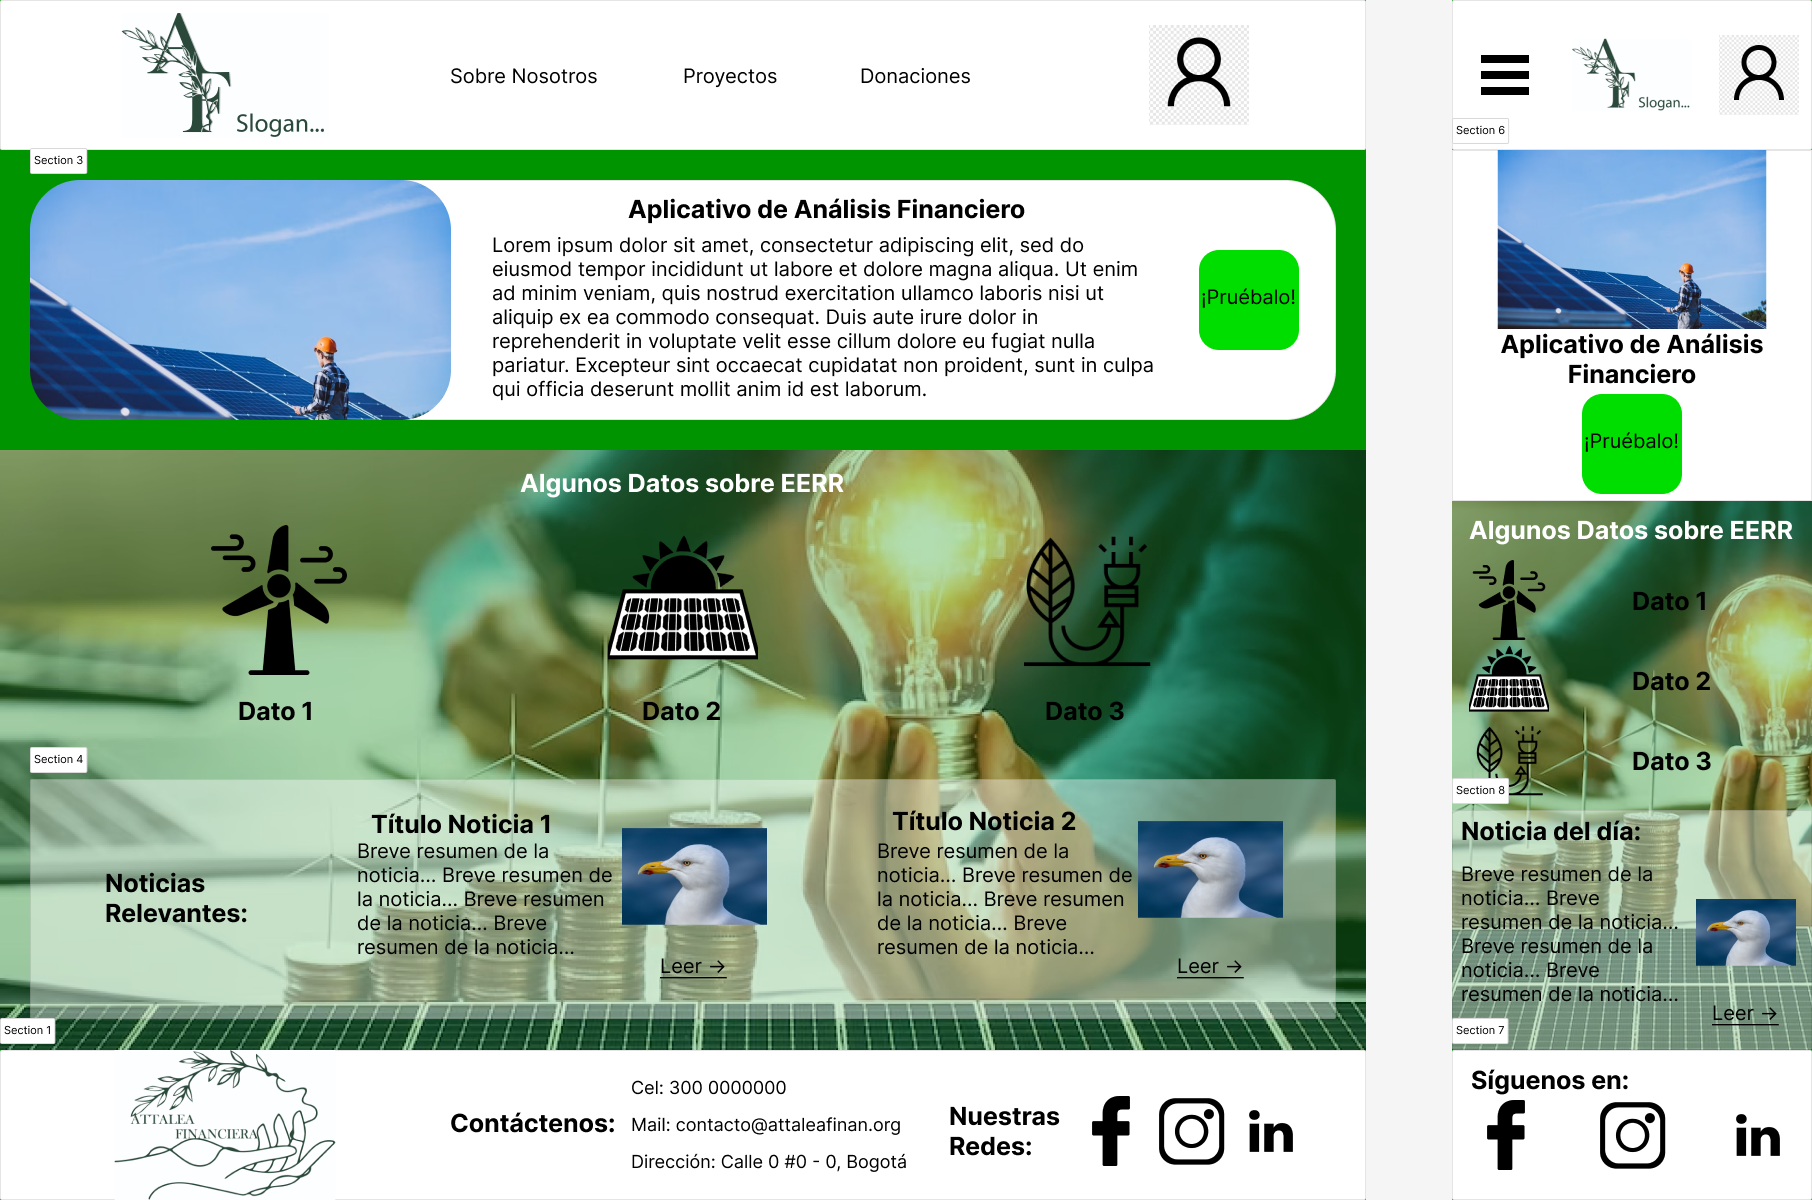 AF
Slogan...
Sobre Nosotros
Proyectos
Donaciones
Section 3
Aplicativo de Análisis Financiero
Lorem ipsum dolor sit amet, consectetur adipiscing elit, sed do
eiusmod tempor incididunt ut labore et dolore magna aliqua. Ut enim
ad minim veniam, quis nostrud exercitation ullamco laboris nisi ut
aliquip ex ea commodo consequat. Duis aute irure dolor in
reprehenderit in voluptate velit esse cillum dolore eu fugiat nulla
pariatur. Excepteur sint occaecat cupidatat non proident, sunt in culpa
qui officia deserunt mollit anim id est laborum.
¡Pruébalo!
Algunos Datos sobre EERR
Dato 1
Dato 2
Dato 3
Section 4
Noticias
Relevantes:
Título Noticia 1
Breve resumen de la
noticia... Breve resumen de
la noticia... Breve resumen
de la noticia... Breve
resumen de la noticia...
Leer →
Título Noticia 2
Breve resumen de la
noticia... Breve resumen de
la noticia... Breve resumen
de la noticia... Breve
resumen de la noticia...
Leer →
Section 1
ATTALEA
FINANCIERA
Contáctenos:
Cel: 300 0000000
Mail: contacto@attaleafinan.org
Dirección: Calle 0 #0 - 0, Bogotá
Nuestras
Redes:
f
in
AF
Slogan...
Section 6
Aplicativo de Análisis
Financiero
¡Pruébalo!
Algunos Datos sobre EERR
Dato 1
Dato 2
Dato 3
Section 8
Noticia del día:
Breve resumen de la
noticia... Breve
resumen de la noticia...
Breve resumen de la
noticia... Breve
resumen de la noticia...
Leer →
Section 7
Síguenos en:
f
in